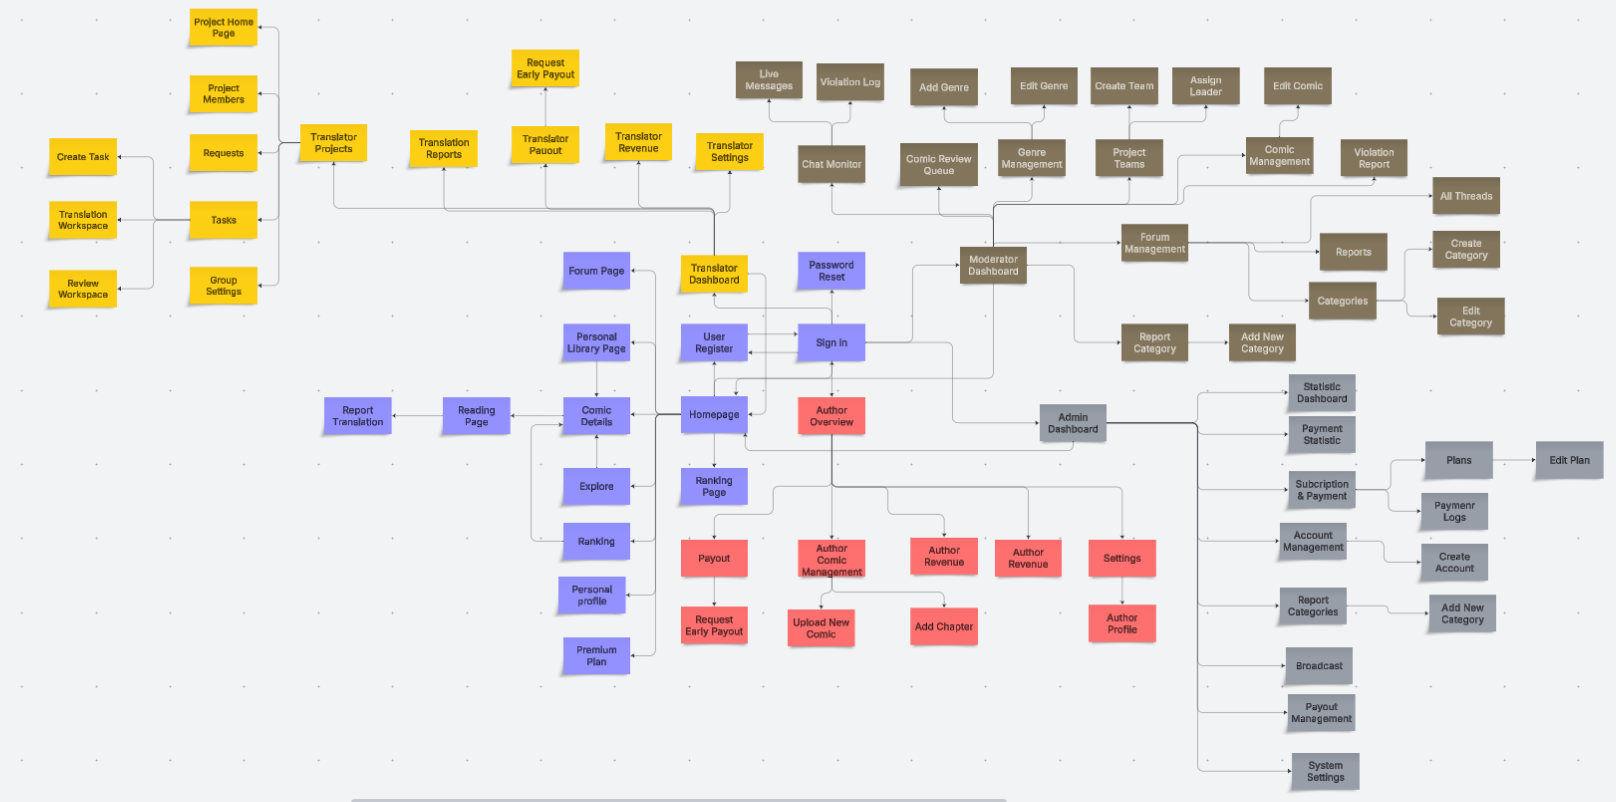 Project Home
Page
Project
Members
Requests
Tasks
Group
Settings
Create Task
Translation
Workspace
Review
Workspace
Translator
Projects
Translation
Reports
Request
Early Payout
Translator
Pauout
Translator
Revenue
Translator
Settings
Translator
Dashboard
Live
Messages
Violation Log
Chat Monitor
Add Genre
Edit Genre
Comic Review
Queue
Genre
Management
Create Team
Assign
Leader
Project
Teams
Edit Comic
Comic
Management
Violation
Report
Moderator
Dashboard
Forum
Management
All Threads
Reports
Create
Category
Categories
Edit
Category
Report
Category
Add New
Category
Forum Page
Password
Reset
Personal
Library Page
User
Register
Sign in
Report
Translation
Reading
Page
Comic
Details
Homepage
Explore
Ranking
Page
Ranking
Personal
profile
Premium
Plan
Author
Overview
Payout
Author
Comic
Management
Author
Revenue
Author
Revenue
Settings
Request
Early Payout
Upload New
Comic
Add Chapter
Author
Profile
Admin
Dashboard
Statistic
Dashboard
Payment
Statistic
Subcription
& Payment
Plans
Edit Plan
Paymenr
Logs
Account
Management
Create
Account
Report
Categories
Add New
Category
Broadcast
Payout
Management
System
Settings